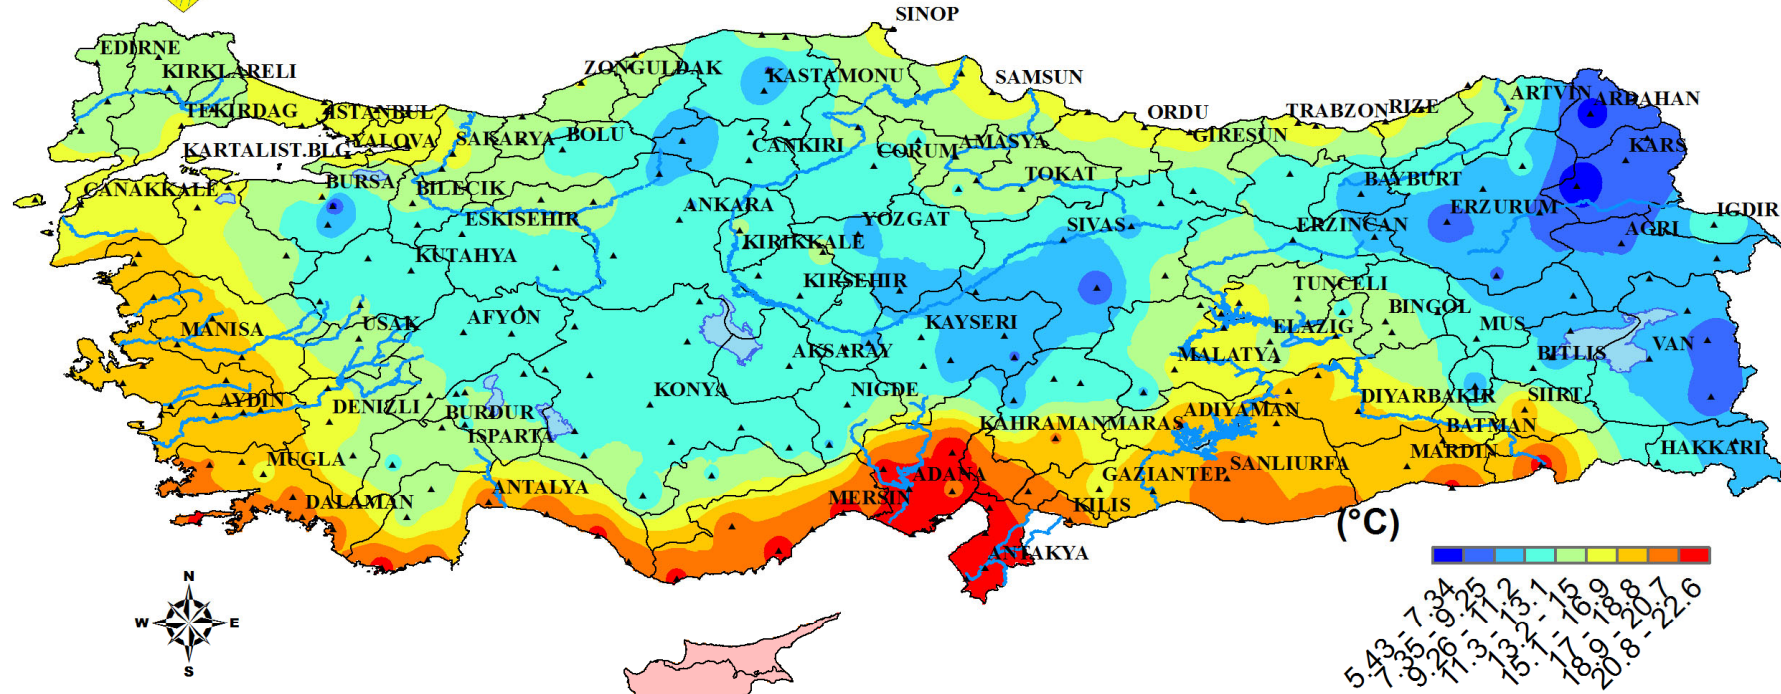 SINOP
EDIRNE
KIRKLARELI
ZONGULDAK
KASTAMONU
SAMSUN
ARTVIN
ARDAHAN
TEKIRDAG
ISTANBUL
ORDU
TRABZON
RIZE
YALOVA
SAKARYA
BOLU
CANKIRI
CORUM
AMASYA
GIRESUN
KARS
KARTALIST.BLG
CANAKKALE
BURSA
BILECIK
TOKAT
BAYBURT
ESKISEHIR
ANKARA
YOZGAT
SIVAS
ERZINCAN
ERZURUM
IGDIR
KUTAHYA
KIRIKKALE
AGRI
KIRSEHIR
TUNCELI
BINGOL
MANISA
USAK
AFYON
KAYSERI
ELAZIG
MUS
AKSARAY
MALATYA
BITLIS
VAN
AYDIN
DENIZLI
BURDUR
KONYA
NIGDE
ADIYAMAN
DIYARBAKIR
SIIRT
ISPARTA
KAHRAMANMARAS
BATMAN
MUGLA
HAKKARI
DALAMAN
ANTALYA
MERSIN
ADANA
GAZIANTEP
SANLIURFA
MARDIN
KILIS
ANTAKYA
(°C)
5.43 - 7.34
7.35 - 9.25
9.26 - 11.2
11.3 - 13.1
13.2 - 15
15.1 - 16.9
17 - 18.8
18.9 - 20.7
20.8 - 22.6
N
W E
S